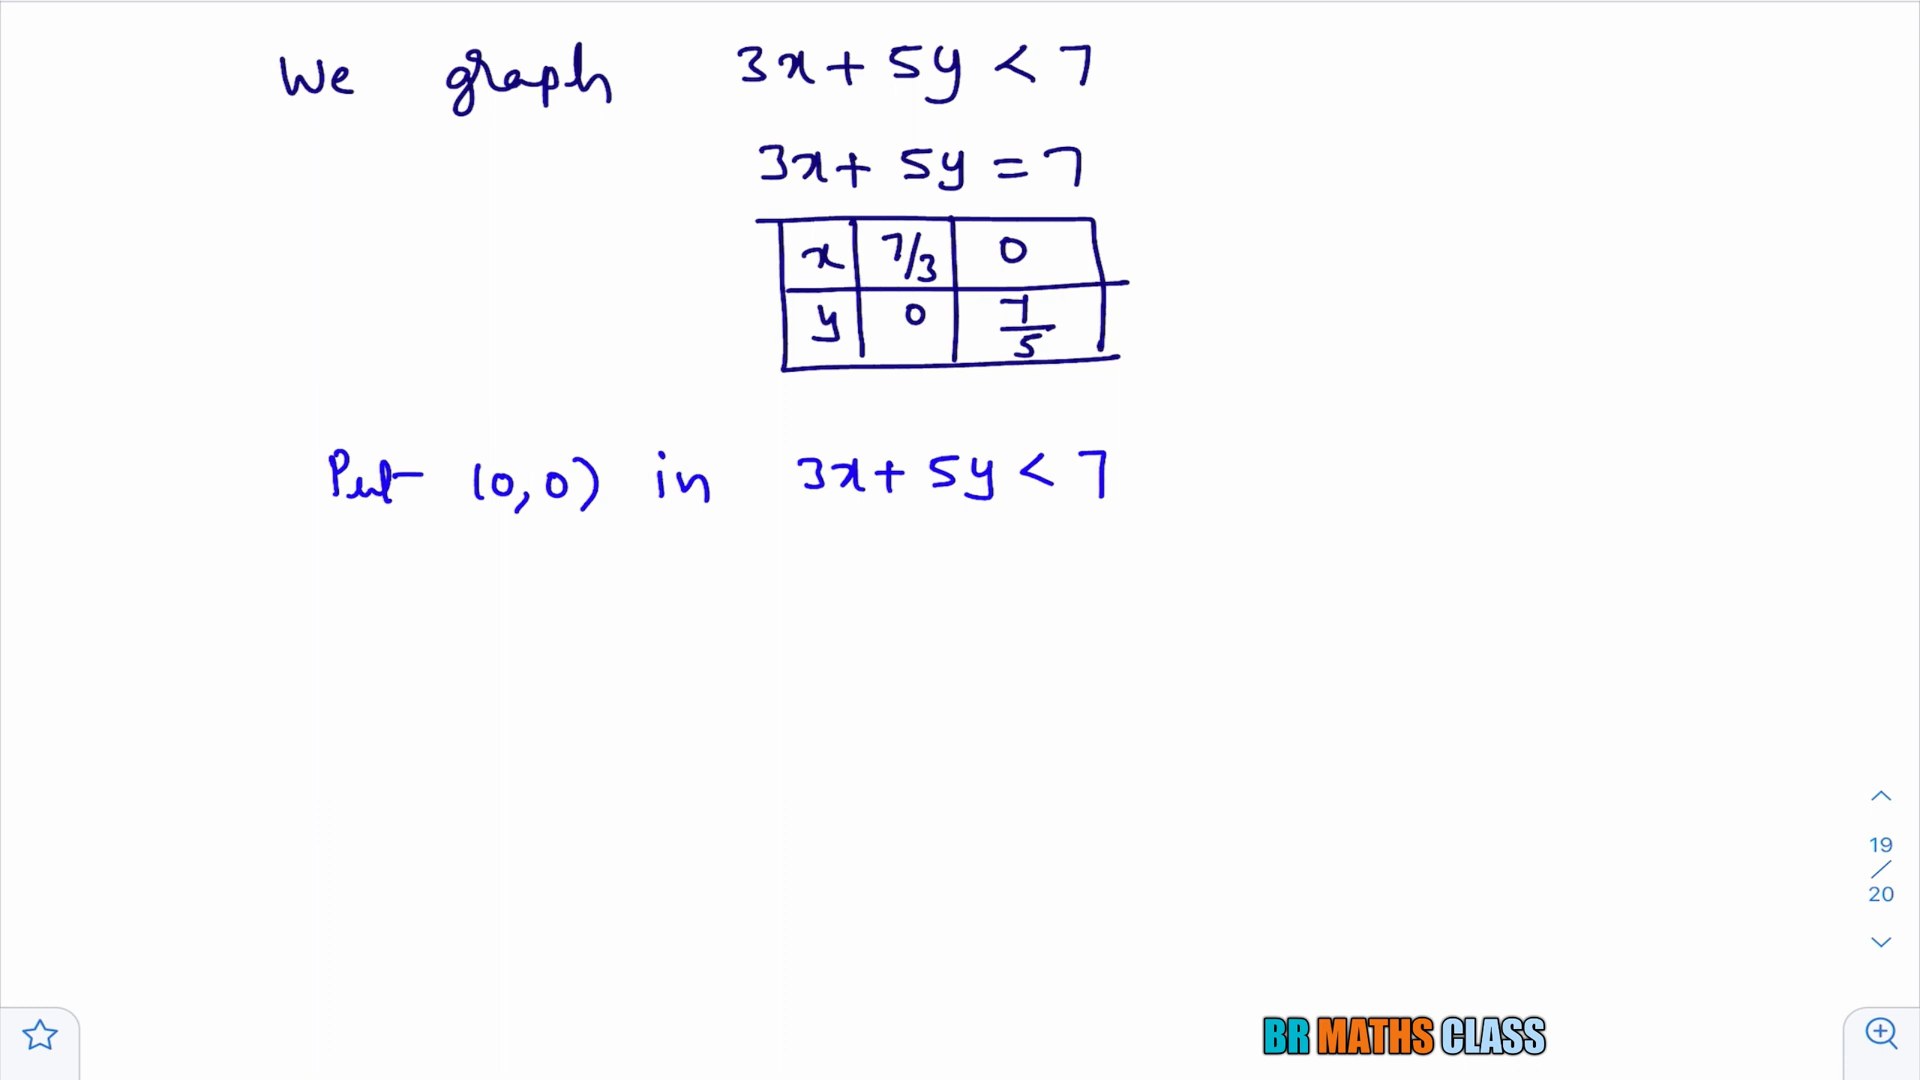 We graph 3x + 5y < 7
3x + 5y = 7
x 7/3 0
y 0 7/5
Put (0,0) in 3x + 5y < 7
19
/
20
BR MATHS CLASS